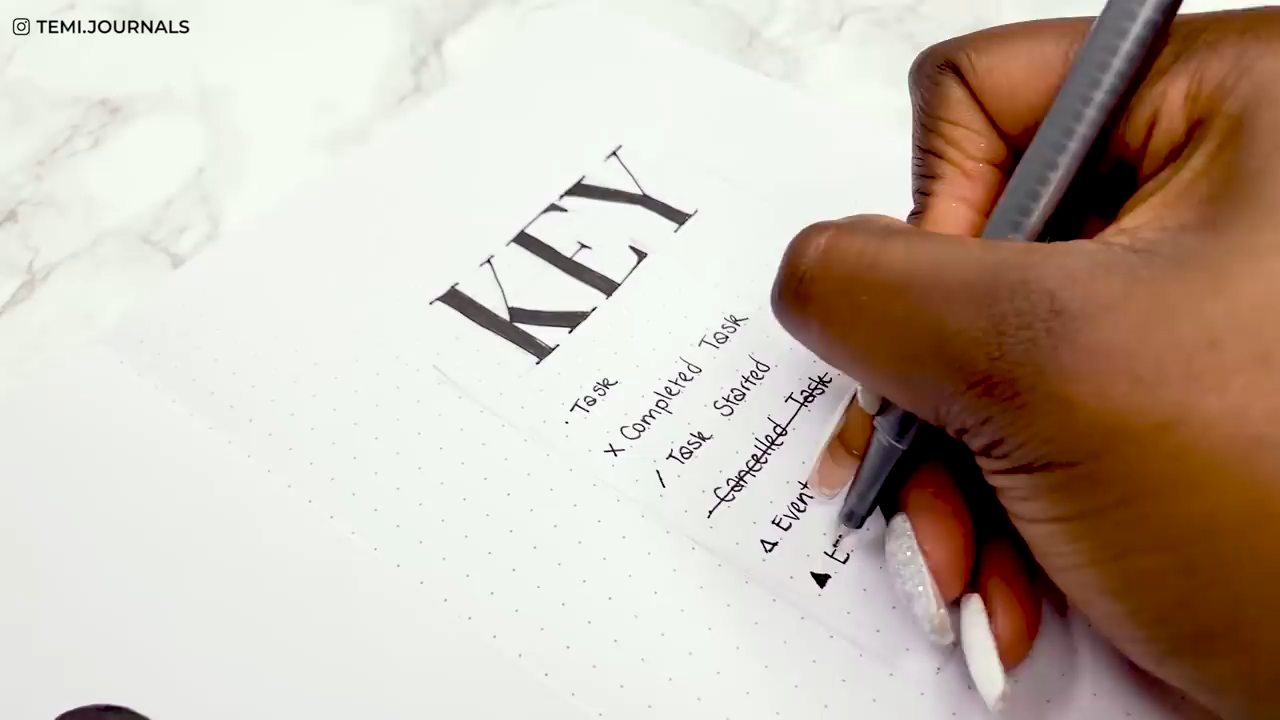 TEMI.JOURNALS
KEY
. Task
x Completed Task
/ Task Started
- Cancelled Task
△ Event
▲ E